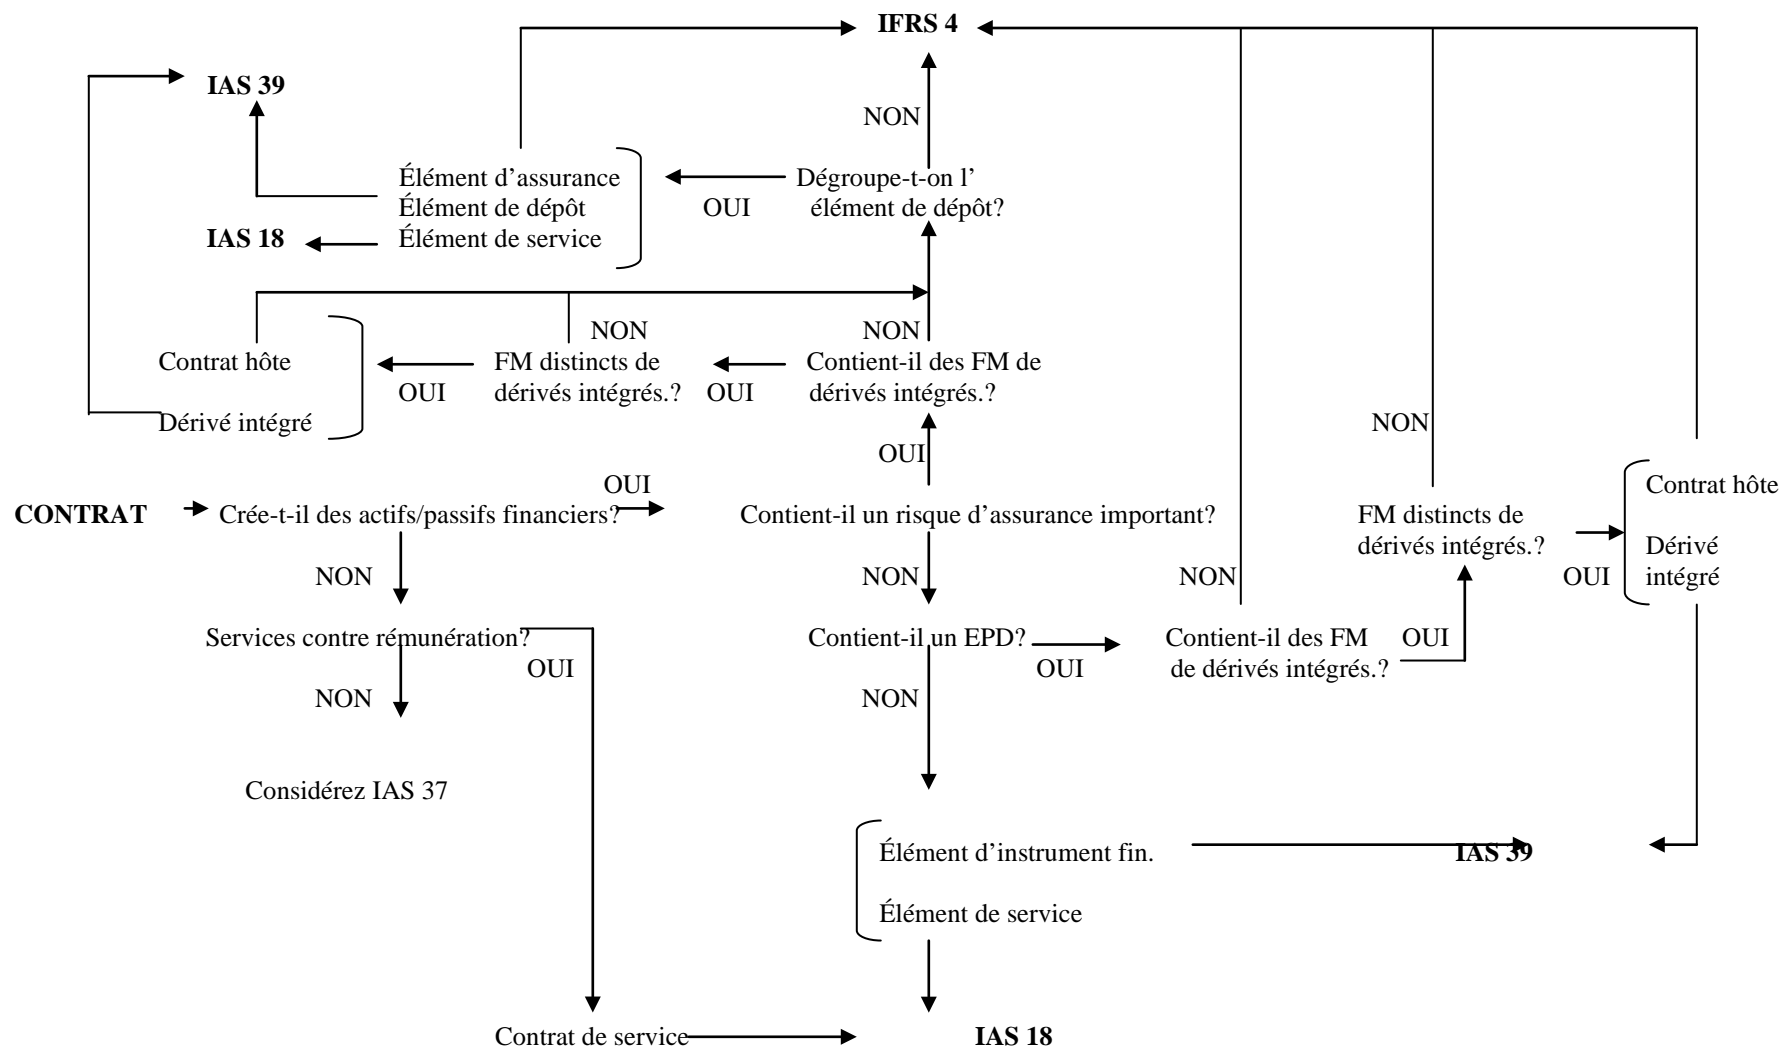 IFRS 4
IAS 39
NON
Élément d’assurance
Dégroupe-t-on l’
Élément de dépôt
OUI
élément de dépôt?
IAS 18
Élément de service
NON
NON
Contrat hôte
FM distincts de
Contient-il des FM de
OUI
dérivés intégrés.?
OUI
dérivés intégrés.?
Dérivé intégré
NON
OUI
OUI
Contrat hôte
CONTRAT
Crée-t-il des actifs/passifs financiers?
Contient-il un risque d’assurance important?
FM distincts de
dérivés intégrés.?
Dérivé
NON
NON
NON
OUI
intégré
Services contre rémunération?
Contient-il un EPD?
Contient-il des FM
OUI
OUI
OUI
de dérivés intégrés.?
NON
NON
Considérez IAS 37
Élément d’instrument fin.
IAS 39
Élément de service
Contrat de service
IAS 18